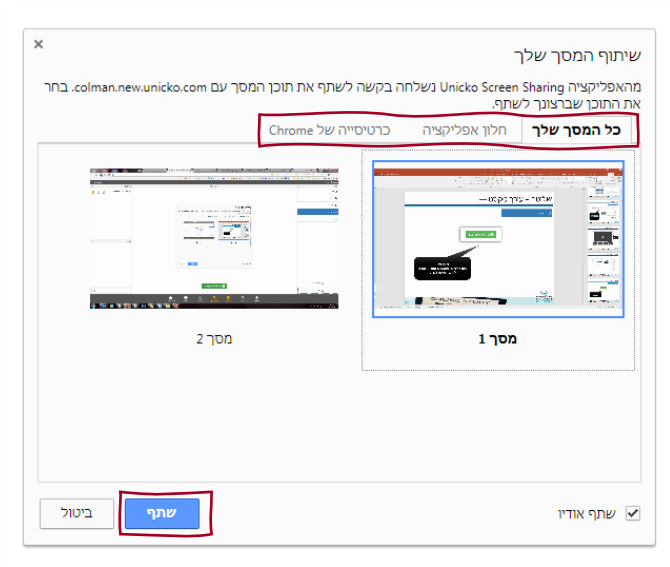 שיתוף המסך שלך
מהאפליקציה Unicko Screen Sharing נשלחה בקשה לשתף את תוכן המסך עם colman.new.unicko.com. בחר
את התוכן שברצונך לשתף.
כל המסך שלך חלון אפליקציה כרטיסייה של Chrome
מסך 1 מסך 2
שתף אודיו שתף ביטול